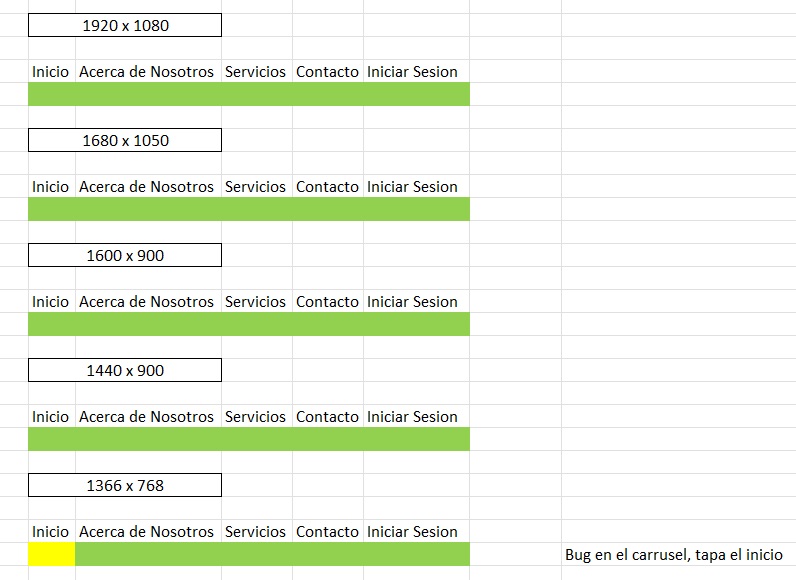 1920 x 1080
Inicio Acerca de Nosotros Servicios Contacto Iniciar Sesion
1680 x 1050
Inicio Acerca de Nosotros Servicios Contacto Iniciar Sesion
1600 x 900
Inicio Acerca de Nosotros Servicios Contacto Iniciar Sesion
1440 x 900
Inicio Acerca de Nosotros Servicios Contacto Iniciar Sesion
1366 x 768
Inicio Acerca de Nosotros Servicios Contacto Iniciar Sesion
Bug en el carrusel, tapa el inicio